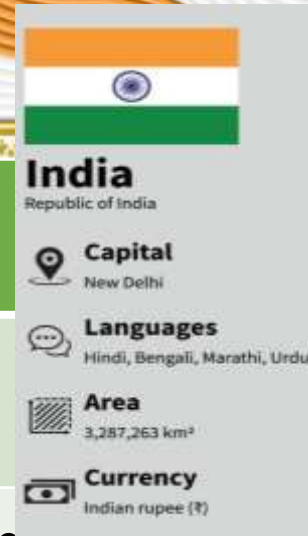 India
Republic of India
Capital
New Delhi
Languages
Hindi, Bengali, Marathi, Urdu
Area
3,287,263 km²
Currency
Indian rupee (₹)